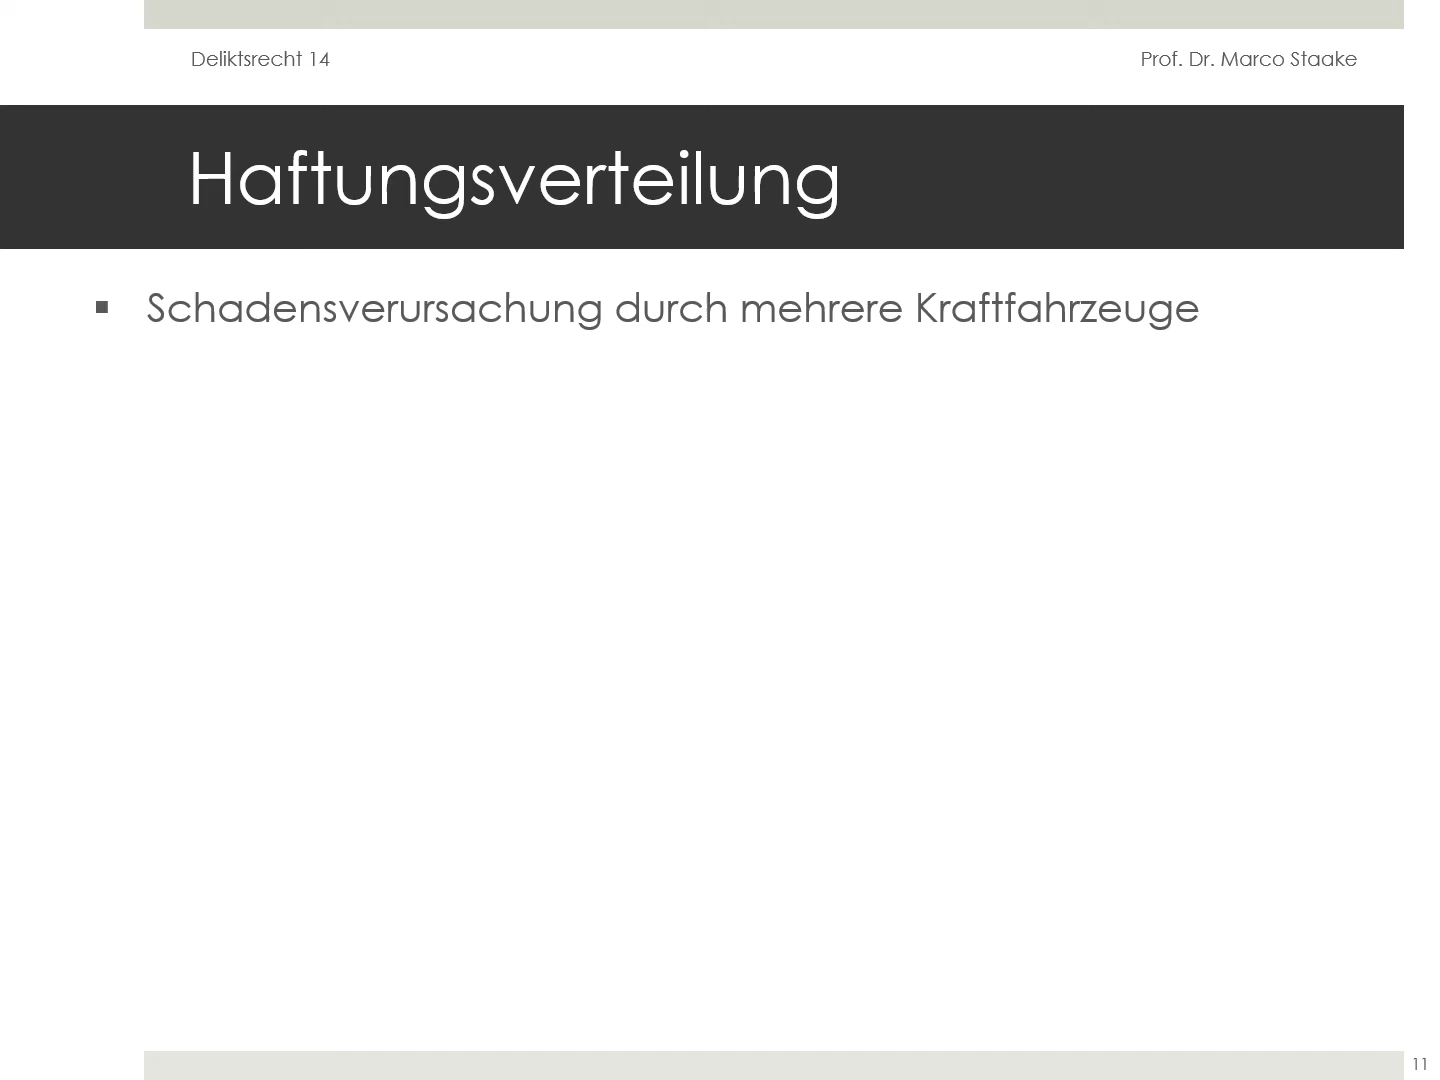 Deliktsrecht 14
Prof. Dr. Marco Staake
Haftungsverteilung
▪ Schadensverursachung durch mehrere Kraftfahrzeuge
11